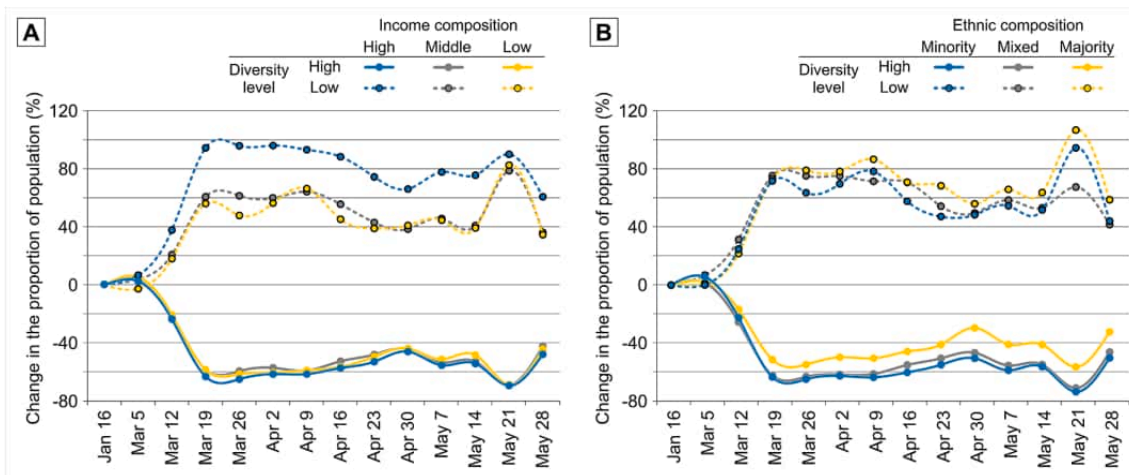 A
Income composition
High Middle Low
Diversity level
High
Low
Change in the proportion of population (%)
120
80
40
0
-40
-80
Jan 16
Mar 5
Mar 12
Mar 19
Mar 26
Apr 2
Apr 9
Apr 16
Apr 23
Apr 30
May 7
May 14
May 21
May 28
B
Ethnic composition
Minority Mixed Majority
Diversity level
High
Low
Change in the proportion of population (%)
120
80
40
0
-40
-80
Jan 16
Mar 5
Mar 12
Mar 19
Mar 26
Apr 2
Apr 9
Apr 16
Apr 23
Apr 30
May 7
May 14
May 21
May 28